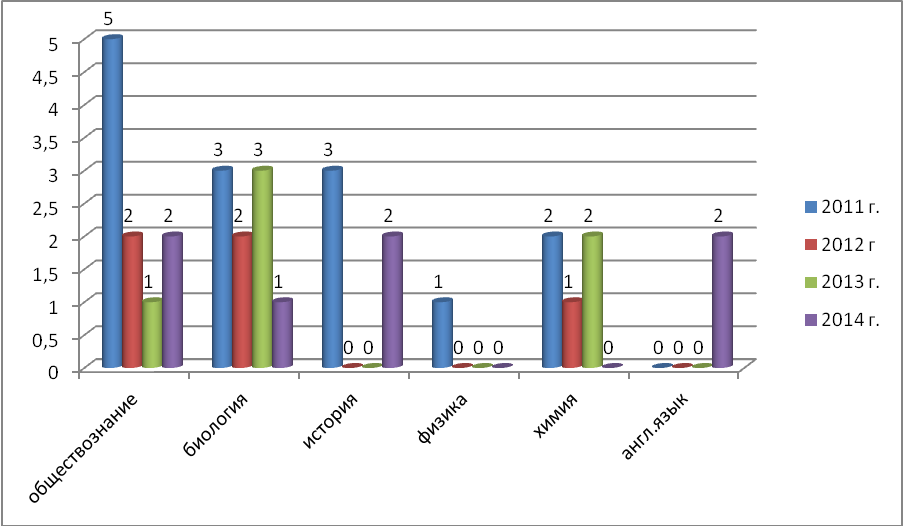 5
5
4,5
4
3,5
3
2,5
2
1,5
1
0,5
0
2 1 2
3 2 3 1
3 0 0 2
1 0 0 0
2 1 2 0
0 0 0 2
обществознание
биология
история
физика
химия
англ.язык
2011 г.
2012 г
2013 г.
2014 г.